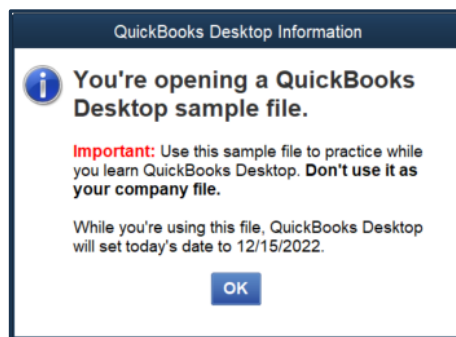 QuickBooks Desktop Information
You're opening a QuickBooks
Desktop sample file.
Important: Use this sample file to practice while
you learn QuickBooks Desktop. Don't use it as
your company file.
While you're using this file, QuickBooks Desktop
will set today's date to 12/15/2022.
OK